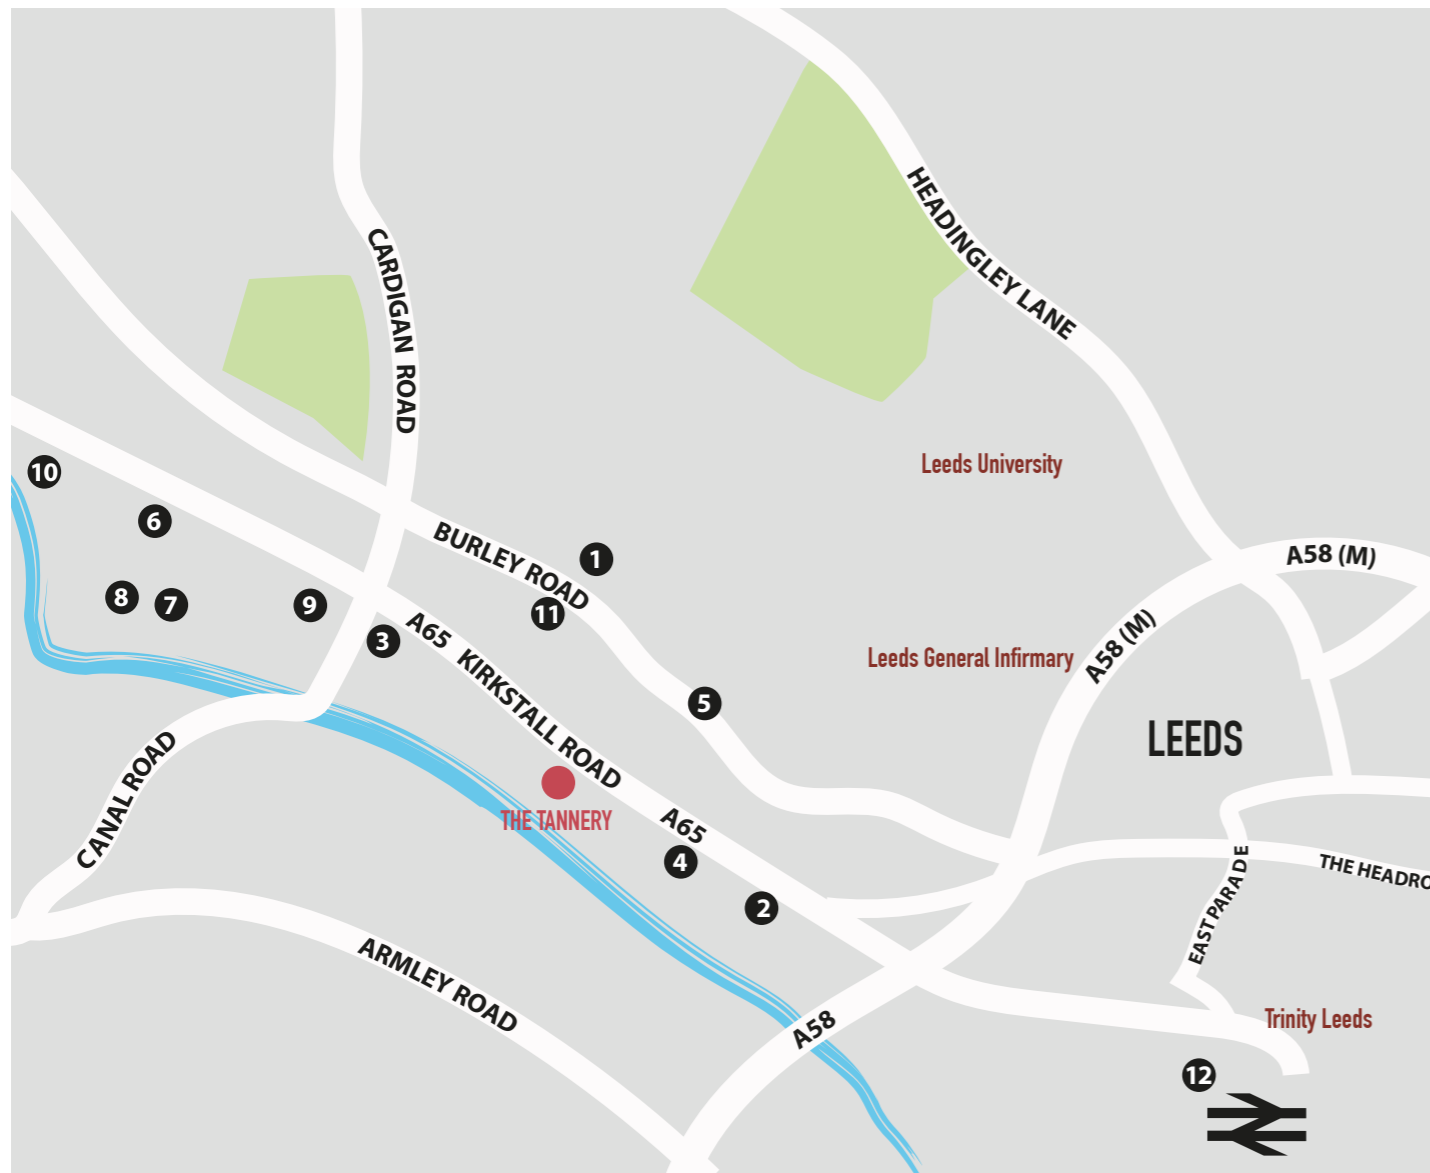 HEADINGLEY LANE
CARDIGAN ROAD
Leeds University
10
6
BURLEY ROAD
1
A58 (M)
8
7
9
11
3
A65 KIRKSTALL ROAD
Leeds General Infirmary
A58 (M)
5
LEEDS
CANAL ROAD
THE TANNERY
A65
4
2
EAST PARADE
THE HEADRO
ARMLEY ROAD
A58
Trinity Leeds
12